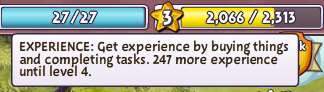 27/27 3 2,066 / 2,313
EXPERIENCE: Get experience by buying things
and completing tasks. 247 more experience
until level 4.